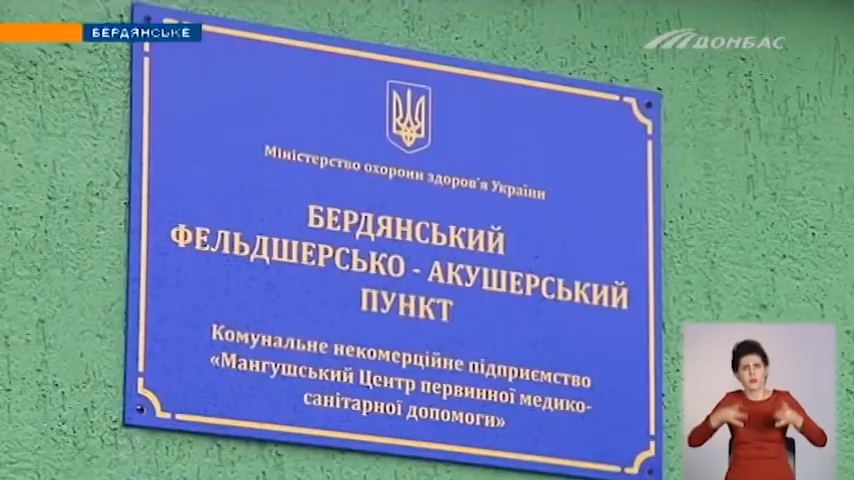 БЕРДЯНСЬКЕ
ДОНБАС
Міністерство охорони здоров'я України
БЕРДЯНСЬКИЙ
ФЕЛЬДШЕРСЬКО - АКУШЕРСЬКИЙ
ПУНКТ
Комунальне некомерційне підприємство
«Мангушський Центр первинної медико-
санітарної допомоги»